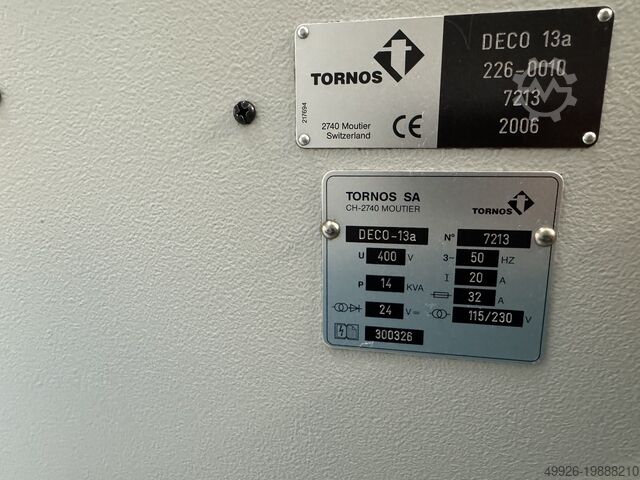 TORNOS
DECO 13a
226-0010
7213
2006
217694
2740 Moutier
Switzerland
CE
TORNOS SA
CH-2740 MOUTIER
TORNOS
DECO-13a
N° 7213
U 400 V
3~ 50 HZ
P 14 KVA
I 20 A
32 A
24 V
115/230 V
300326
49926-19888210